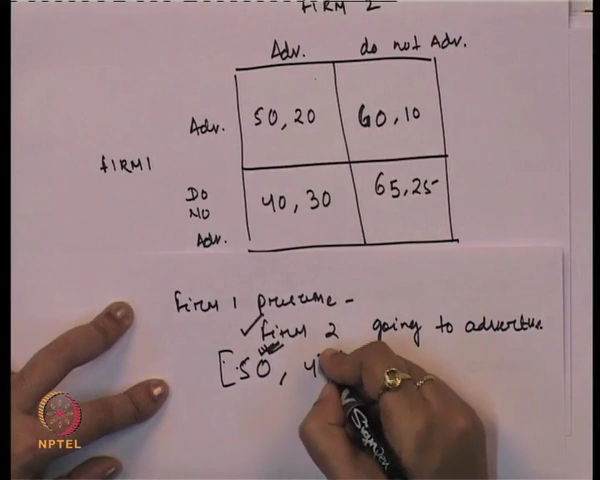 FIRM 2
Adv. do not Adv.
Adv. 50, 20 60, 10
FIRM 1
DO NO Adv. 40, 30 65, 25
Firm 1 presume -
✓ Firm 2 going to advertise
[50, 4
NPTEL